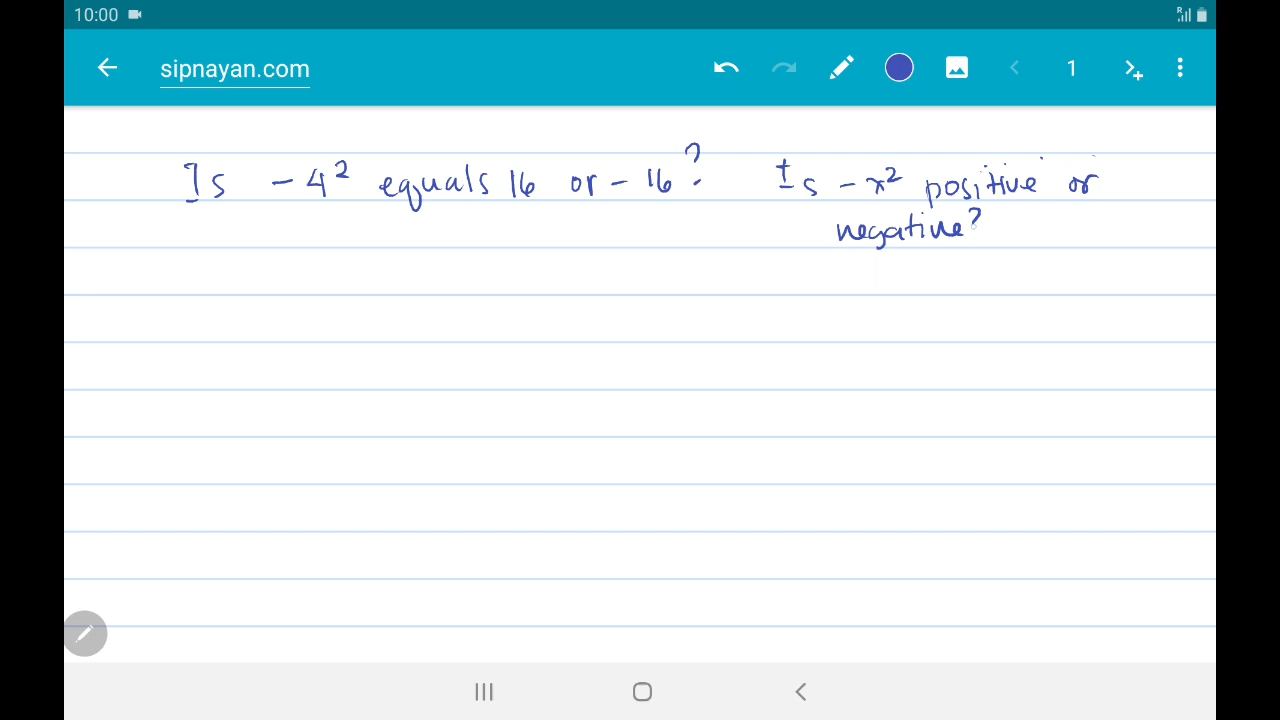 10:00
R
sipnayan.com
1
Is -4² equals 16 or -16? Is -x² positive or
negative?